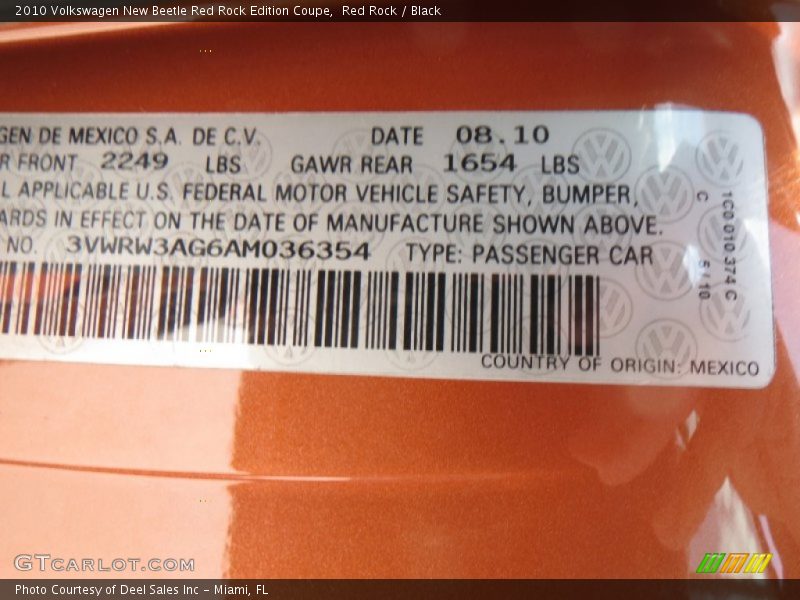 2010 Volkswagen New Beetle Red Rock Edition Coupe,  Red Rock / Black
GEN DE MEXICO S.A. DE C.V. DATE 08.10
R FRONT 2249 LBS GAWR REAR 1654 LBS
L APPLICABLE U.S. FEDERAL MOTOR VEHICLE SAFETY, BUMPER,
ARDS IN EFFECT ON THE DATE OF MANUFACTURE SHOWN ABOVE.
NO. 3VWRW3AG6AM036354 TYPE: PASSENGER CAR
COUNTRY OF ORIGIN: MEXICO
1C0 010 374 C
C 5/10
GTCARLOT.COM
Photo Courtesy of Deel Sales Inc - Miami, FL